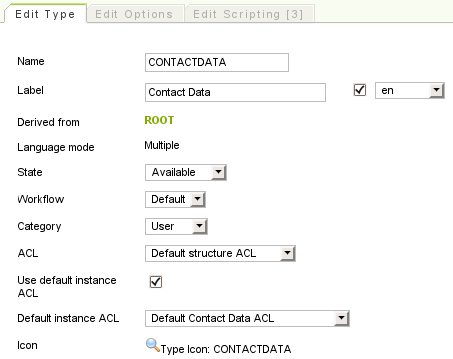 Edit Type Edit Options Edit Scripting [3]
Name CONTACTDATA
Label Contact Data en
Derived from ROOT
Language mode Multiple
State Available
Workflow Default
Category User
ACL Default structure ACL
Use default instance
ACL
Default instance ACL Default Contact Data ACL
Icon Type Icon: CONTACTDATA